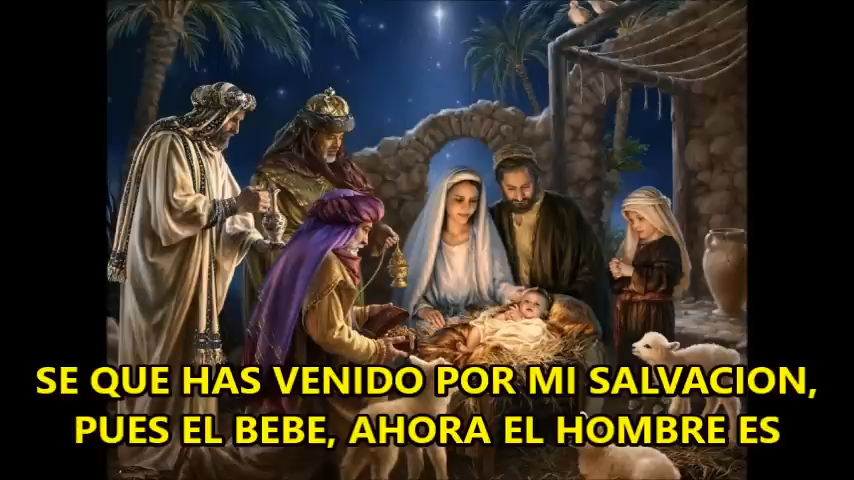 SE QUE HAS VENIDO POR MI SALVACION,
PUES EL BEBE, AHORA EL HOMBRE ES